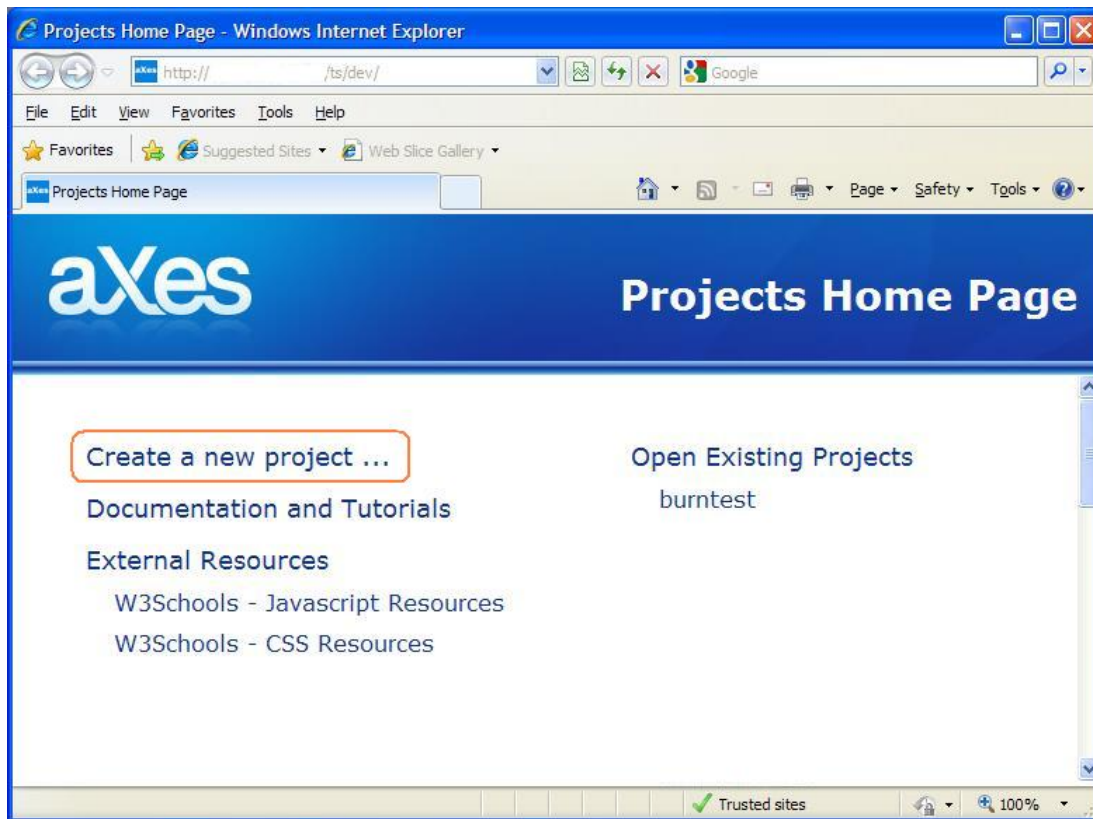 Projects Home Page - Windows Internet Explorer
aXes http:// /ts/dev/ Google
File Edit View Favorites Tools Help
Favorites Suggested Sites Web Slice Gallery
aXes Projects Home Page Page Safety Tools
aXes Projects Home Page
Create a new project ...
Documentation and Tutorials
External Resources
W3Schools - Javascript Resources
W3Schools - CSS Resources
Open Existing Projects
burntest
Trusted sites 100%